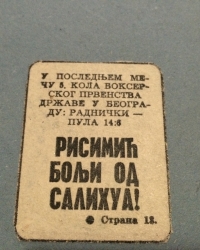 У ПОСЛЕДЊЕМ МЕ-
ЧУ 5. КОЛА БОКСЕР-
СКОГ ПРВЕНСТВА
ДРЖАВЕ У БЕОГРА-
ДУ: РАДНИЧКИ —
ПУЛА 14:6
РИСИМИЋ
БОЉИ ОД
САЛИХУА!
● Страна 13.